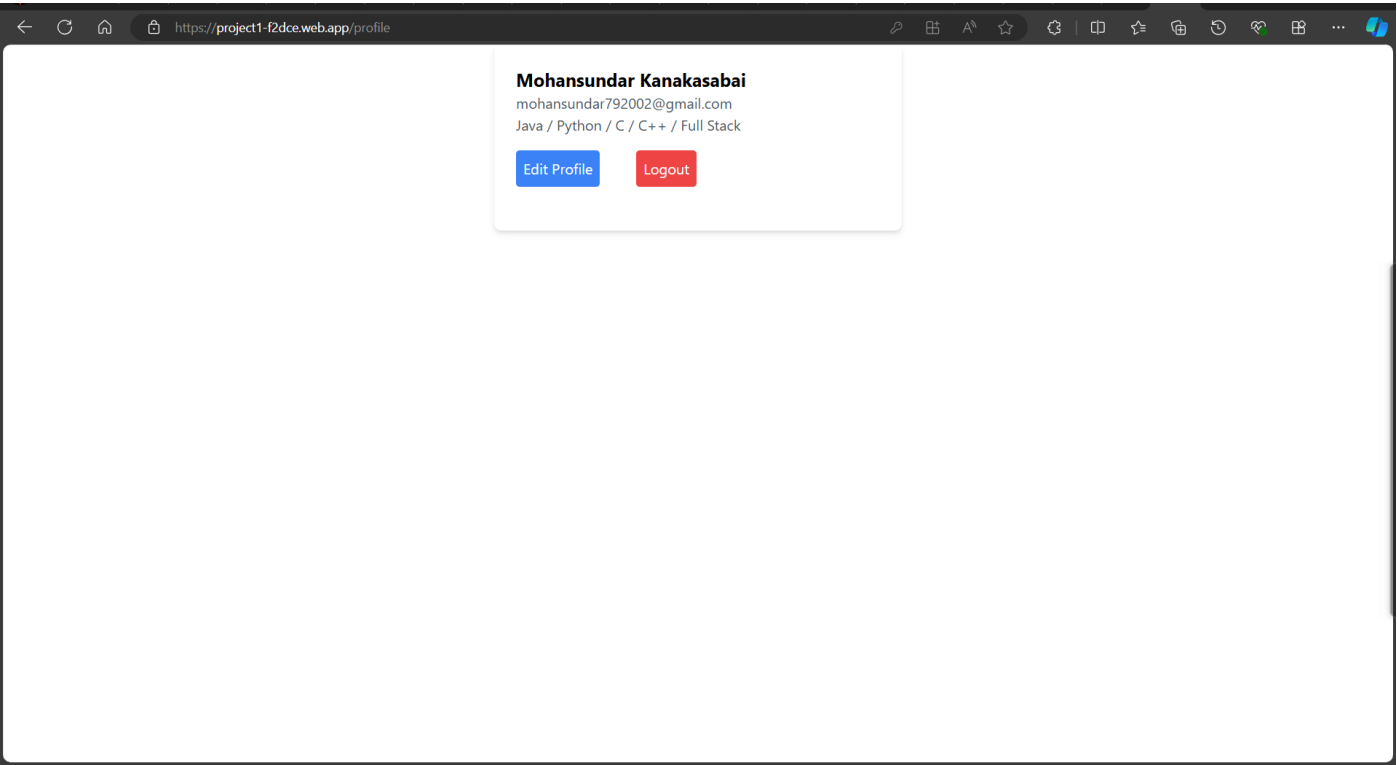 https://project1-f2dce.web.app/profile
Mohansundar Kanakasabai
mohansundar792002@gmail.com
Java / Python / C / C++ / Full Stack
Edit Profile Logout